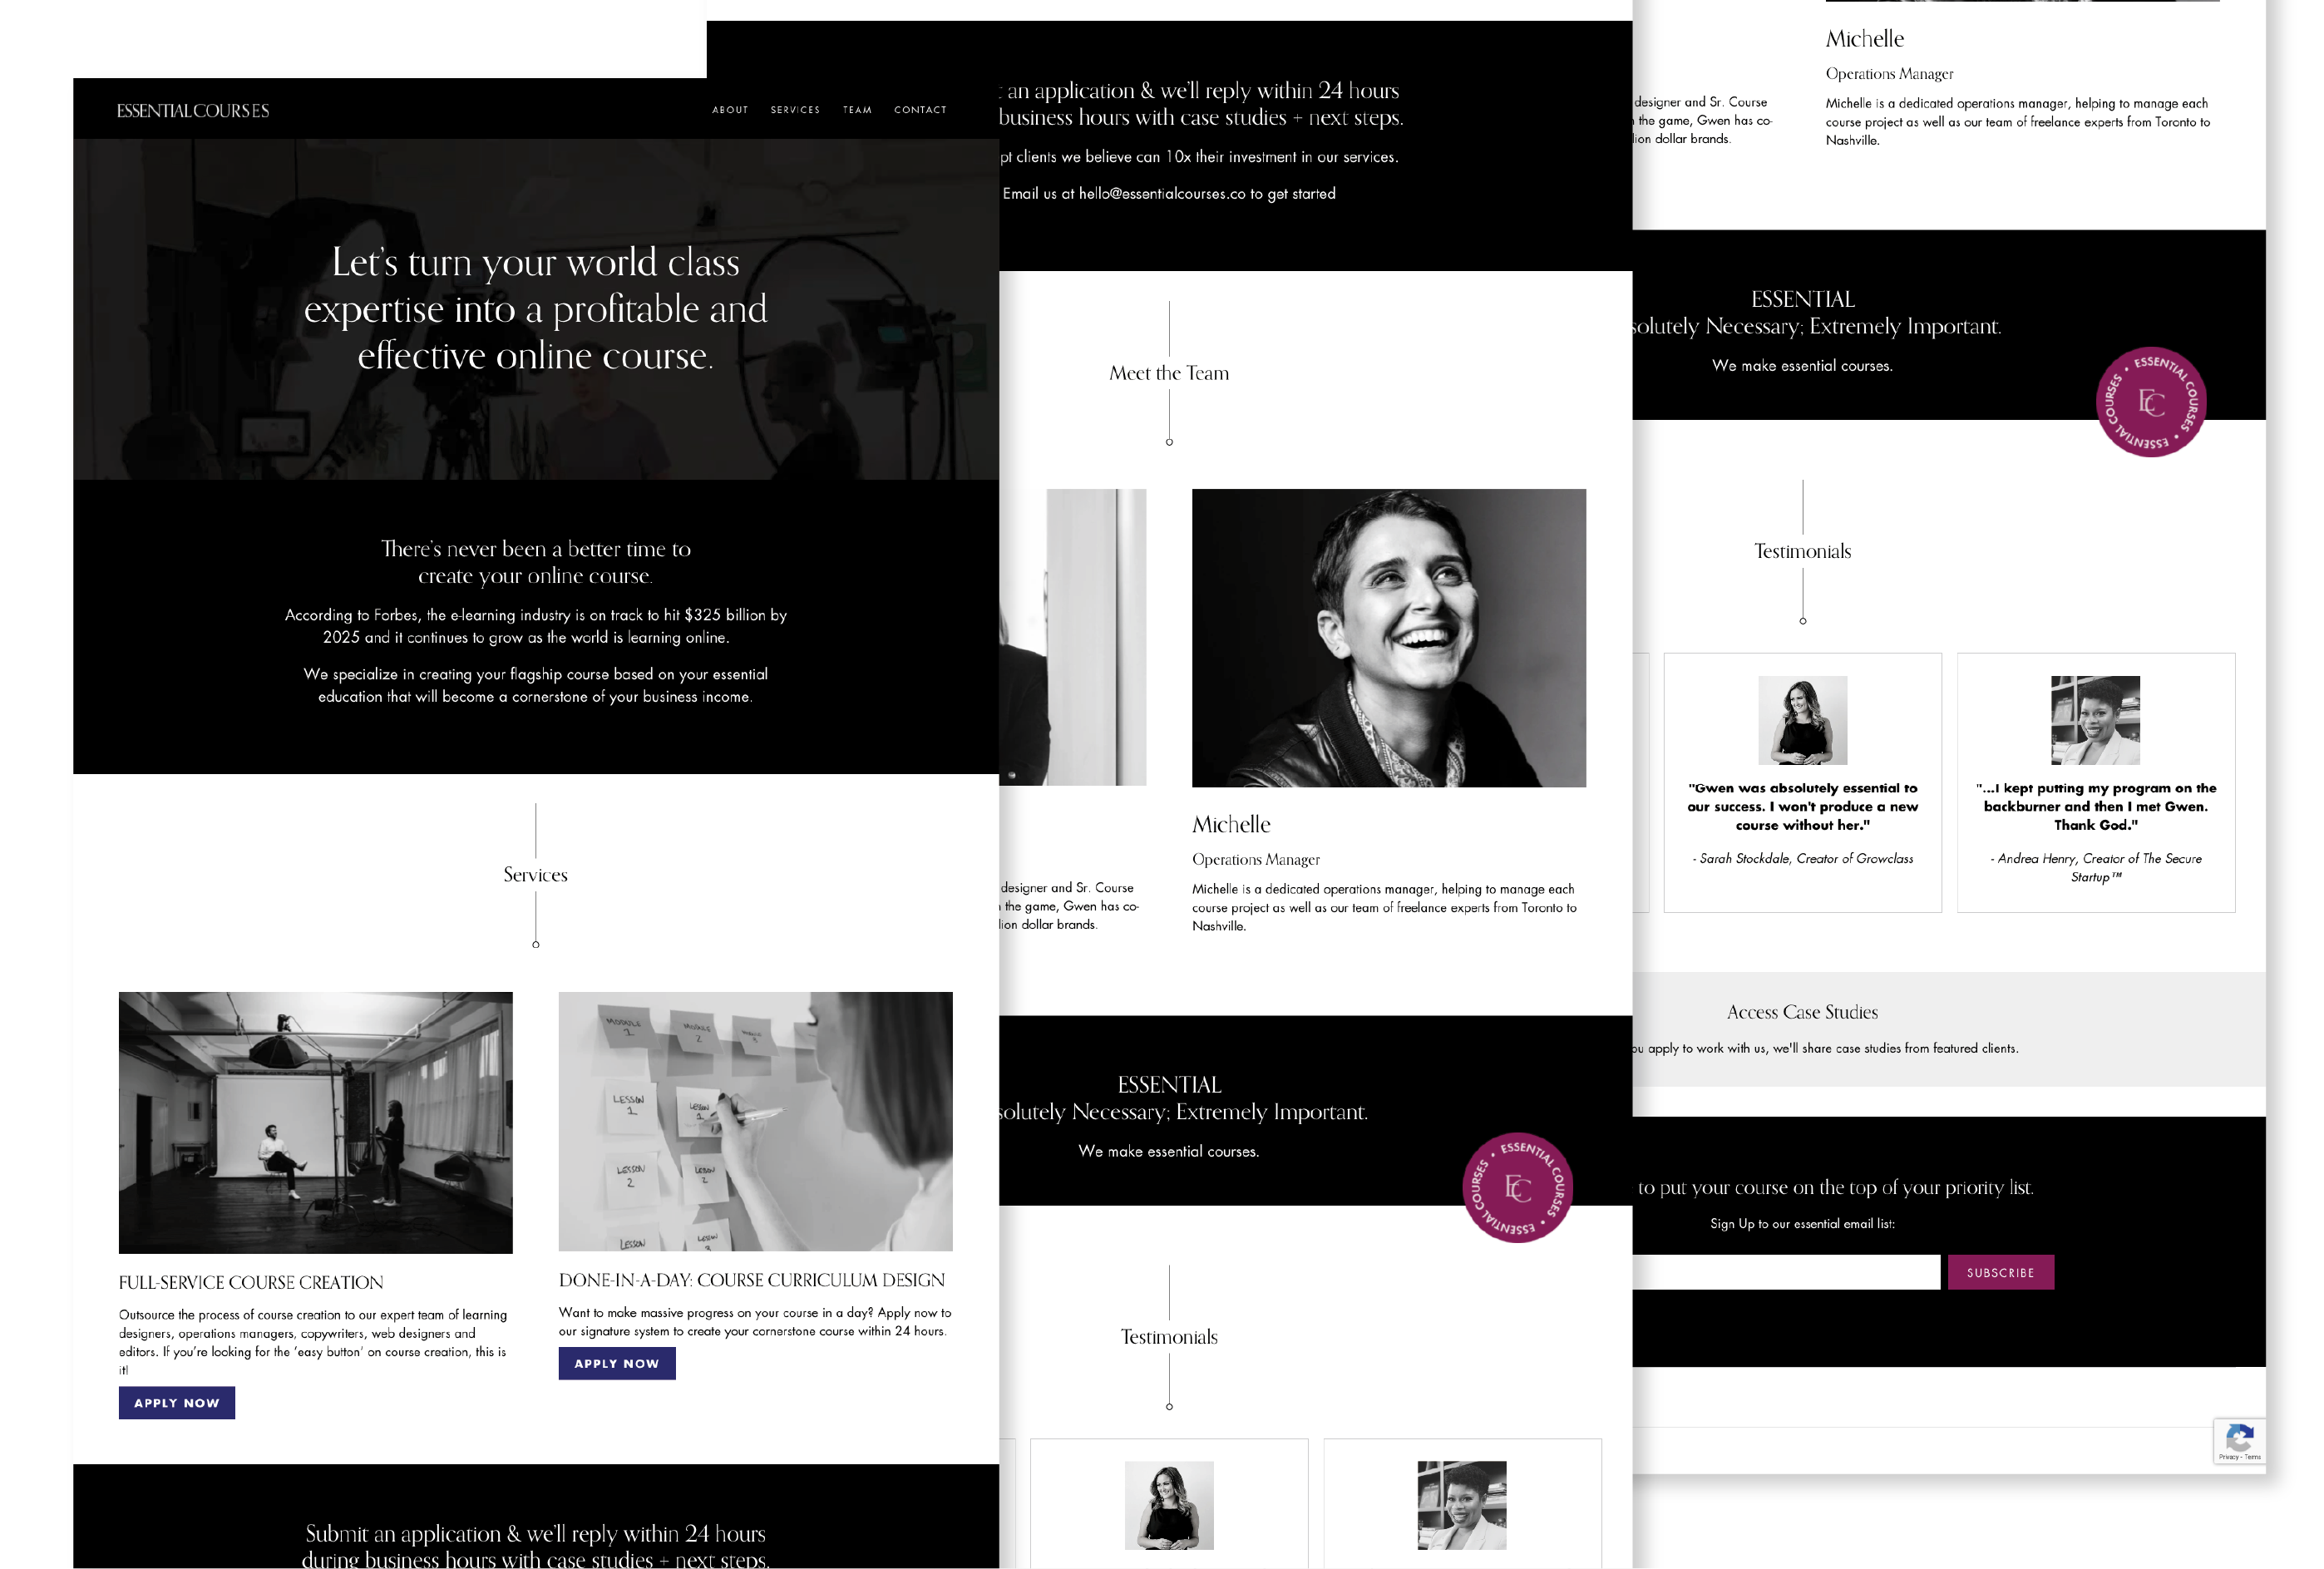 ESSENTIAL COURSES
ABOUT SERVICES TEAM CONTACT
Let's turn your world class
expertise into a profitable and
effective online course.
There's never been a better time to
create your online course.
According to Forbes, the e-learning industry is on track to hit $325 billion by
2025 and it continues to grow as the world is learning online.
We specialize in creating your flagship course based on your essential
education that will become a cornerstone of your business income.
Services
MODULE 1
MODULE 2
LESSON 1
LESSON 1
LESSON 2
LESSON 2
LESSON
LESSON 3
FULL-SERVICE COURSE CREATION
Outsource the process of course creation to our expert team of learning
designers, operations managers, copywriters, web designers and
editors. If you're looking for the 'easy button' on course creation, this is
it!
APPLY NOW
DONE-IN-A-DAY: COURSE CURRICULUM DESIGN
Want to make massive progress on your course in a day? Apply now to
our signature system to create your cornerstone course within 24 hours.
APPLY NOW
Submit an application & we'll reply within 24 hours
during business hours with case studies + next steps.
an application & we'll reply within 24 hours
business hours with case studies + next steps.
pt clients we believe can 10x their investment in our services.
Email us at hello@essentialcourses.co to get started
Meet the Team
designer and Sr. Course
the game, Gwen has co-
lion dollar brands.
Michelle
Operations Manager
Michelle is a dedicated operations manager, helping to manage each
course project as well as our team of freelance experts from Toronto to
Nashville.
ESSENTIAL
solutely Necessary; Extremely Important.
We make essential courses.
ESSENTIAL COURSES • ESSENTIAL COURSES •
EC
Testimonials
Michelle
Operations Manager
designer and Sr. Course
the game, Gwen has co-
lion dollar brands.
Michelle is a dedicated operations manager, helping to manage each
course project as well as our team of freelance experts from Toronto to
Nashville.
ESSENTIAL
solutely Necessary; Extremely Important.
We make essential courses.
ESSENTIAL COURSES • ESSENTIAL COURSES •
EC
Testimonials
"Gwen was absolutely essential to
our success. I won't produce a new
course without her."
- Sarah Stockdale, Creator of Growclass
"...I kept putting my program on the
backburner and then I met Gwen.
Thank God."
- Andrea Henry, Creator of The Secure
Startup™
Access Case Studies
ou apply to work with us, we'll share case studies from featured clients.
to put your course on the top of your priority list.
Sign Up to our essential email list:
SUBSCRIBE
Privacy - Terms